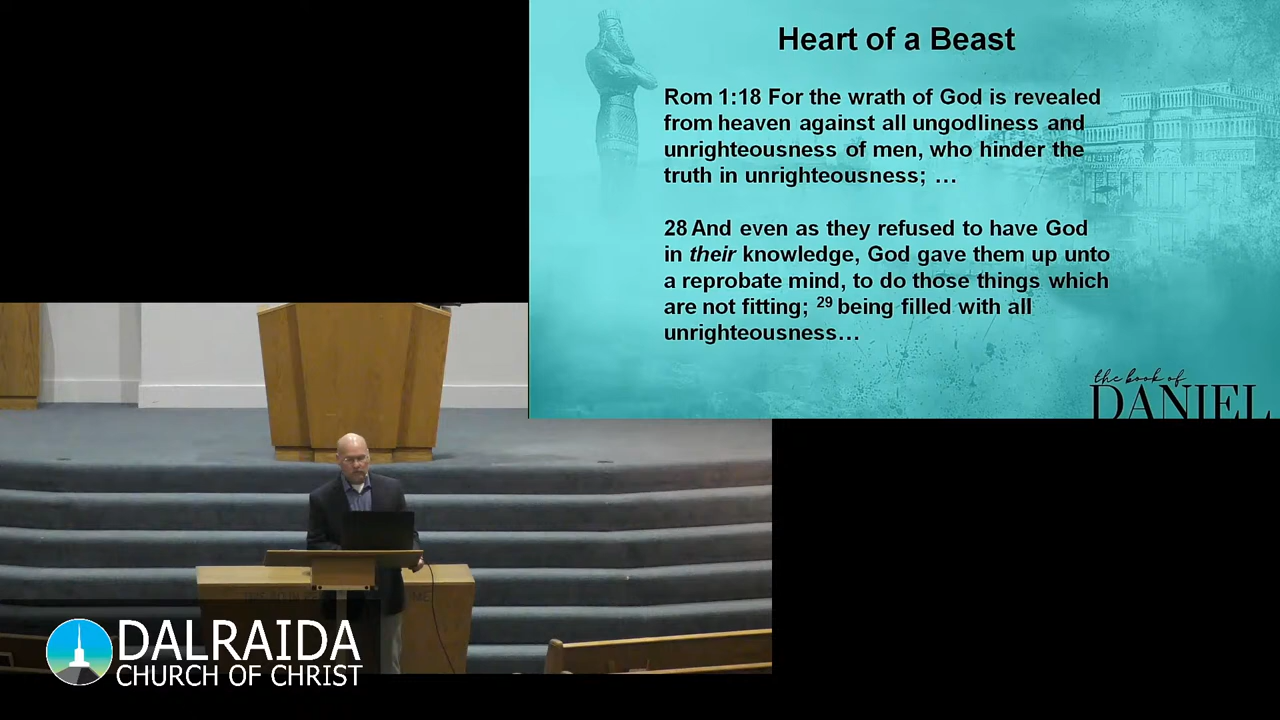 Heart of a Beast
Rom 1:18 For the wrath of God is revealed
from heaven against all ungodliness and
unrighteousness of men, who hinder the
truth in unrighteousness; …
28 And even as they refused to have God
in their knowledge, God gave them up unto
a reprobate mind, to do those things which
are not fitting; 29 being filled with all
unrighteousness…
the book of
DANIEL
DALRAIDA
CHURCH OF CHRIST